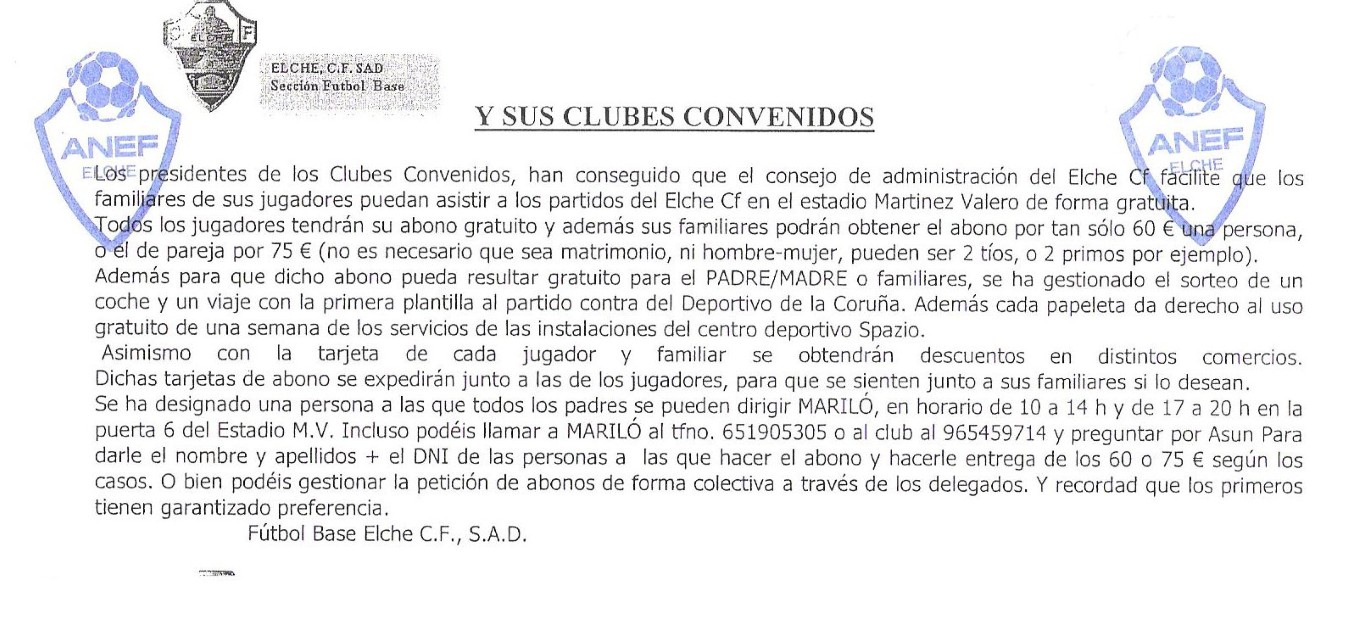 C F
ELCHE
ELCHE, C.F. SAD
Sección Futbol Base
Y SUS CLUBES CONVENIDOS
ANEF
ELCHE
ANEF
ELCHE
Los presidentes de los Clubes Convenidos, han conseguido que el consejo de administración del Elche Cf facilite que los
familiares de sus jugadores puedan asistir a los partidos del Elche Cf en el estadio Martinez Valero de forma gratuita.
Todos los jugadores tendrán su abono gratuito y además sus familiares podrán obtener el abono por tan sólo 60 € una persona,
o el de pareja por 75 € (no es necesario que sea matrimonio, ni hombre-mujer, pueden ser 2 tíos, o 2 primos por ejemplo).
Además para que dicho abono pueda resultar gratuito para el PADRE/MADRE o familiares, se ha gestionado el sorteo de un
coche y un viaje con la primera plantilla al partido contra del Deportivo de la Coruña. Además cada papeleta da derecho al uso
gratuito de una semana de los servicios de las instalaciones del centro deportivo Spazio.
Asimismo con la tarjeta de cada jugador y familiar se obtendrán descuentos en distintos comercios.
Dichas tarjetas de abono se expedirán junto a las de los jugadores, para que se sienten junto a sus familiares si lo desean.
Se ha designado una persona a las que todos los padres se pueden dirigir MARILÓ, en horario de 10 a 14 h y de 17 a 20 h en la
puerta 6 del Estadio M.V. Incluso podéis llamar a MARILÓ al tfno. 651905305 o al club al 965459714 y preguntar por Asun Para
darle el nombre y apellidos + el DNI de las personas a las que hacer el abono y hacerle entrega de los 60 o 75 € según los
casos. O bien podéis gestionar la petición de abonos de forma colectiva a través de los delegados. Y recordad que los primeros
tienen garantizado preferencia.
Fútbol Base Elche C.F., S.A.D.